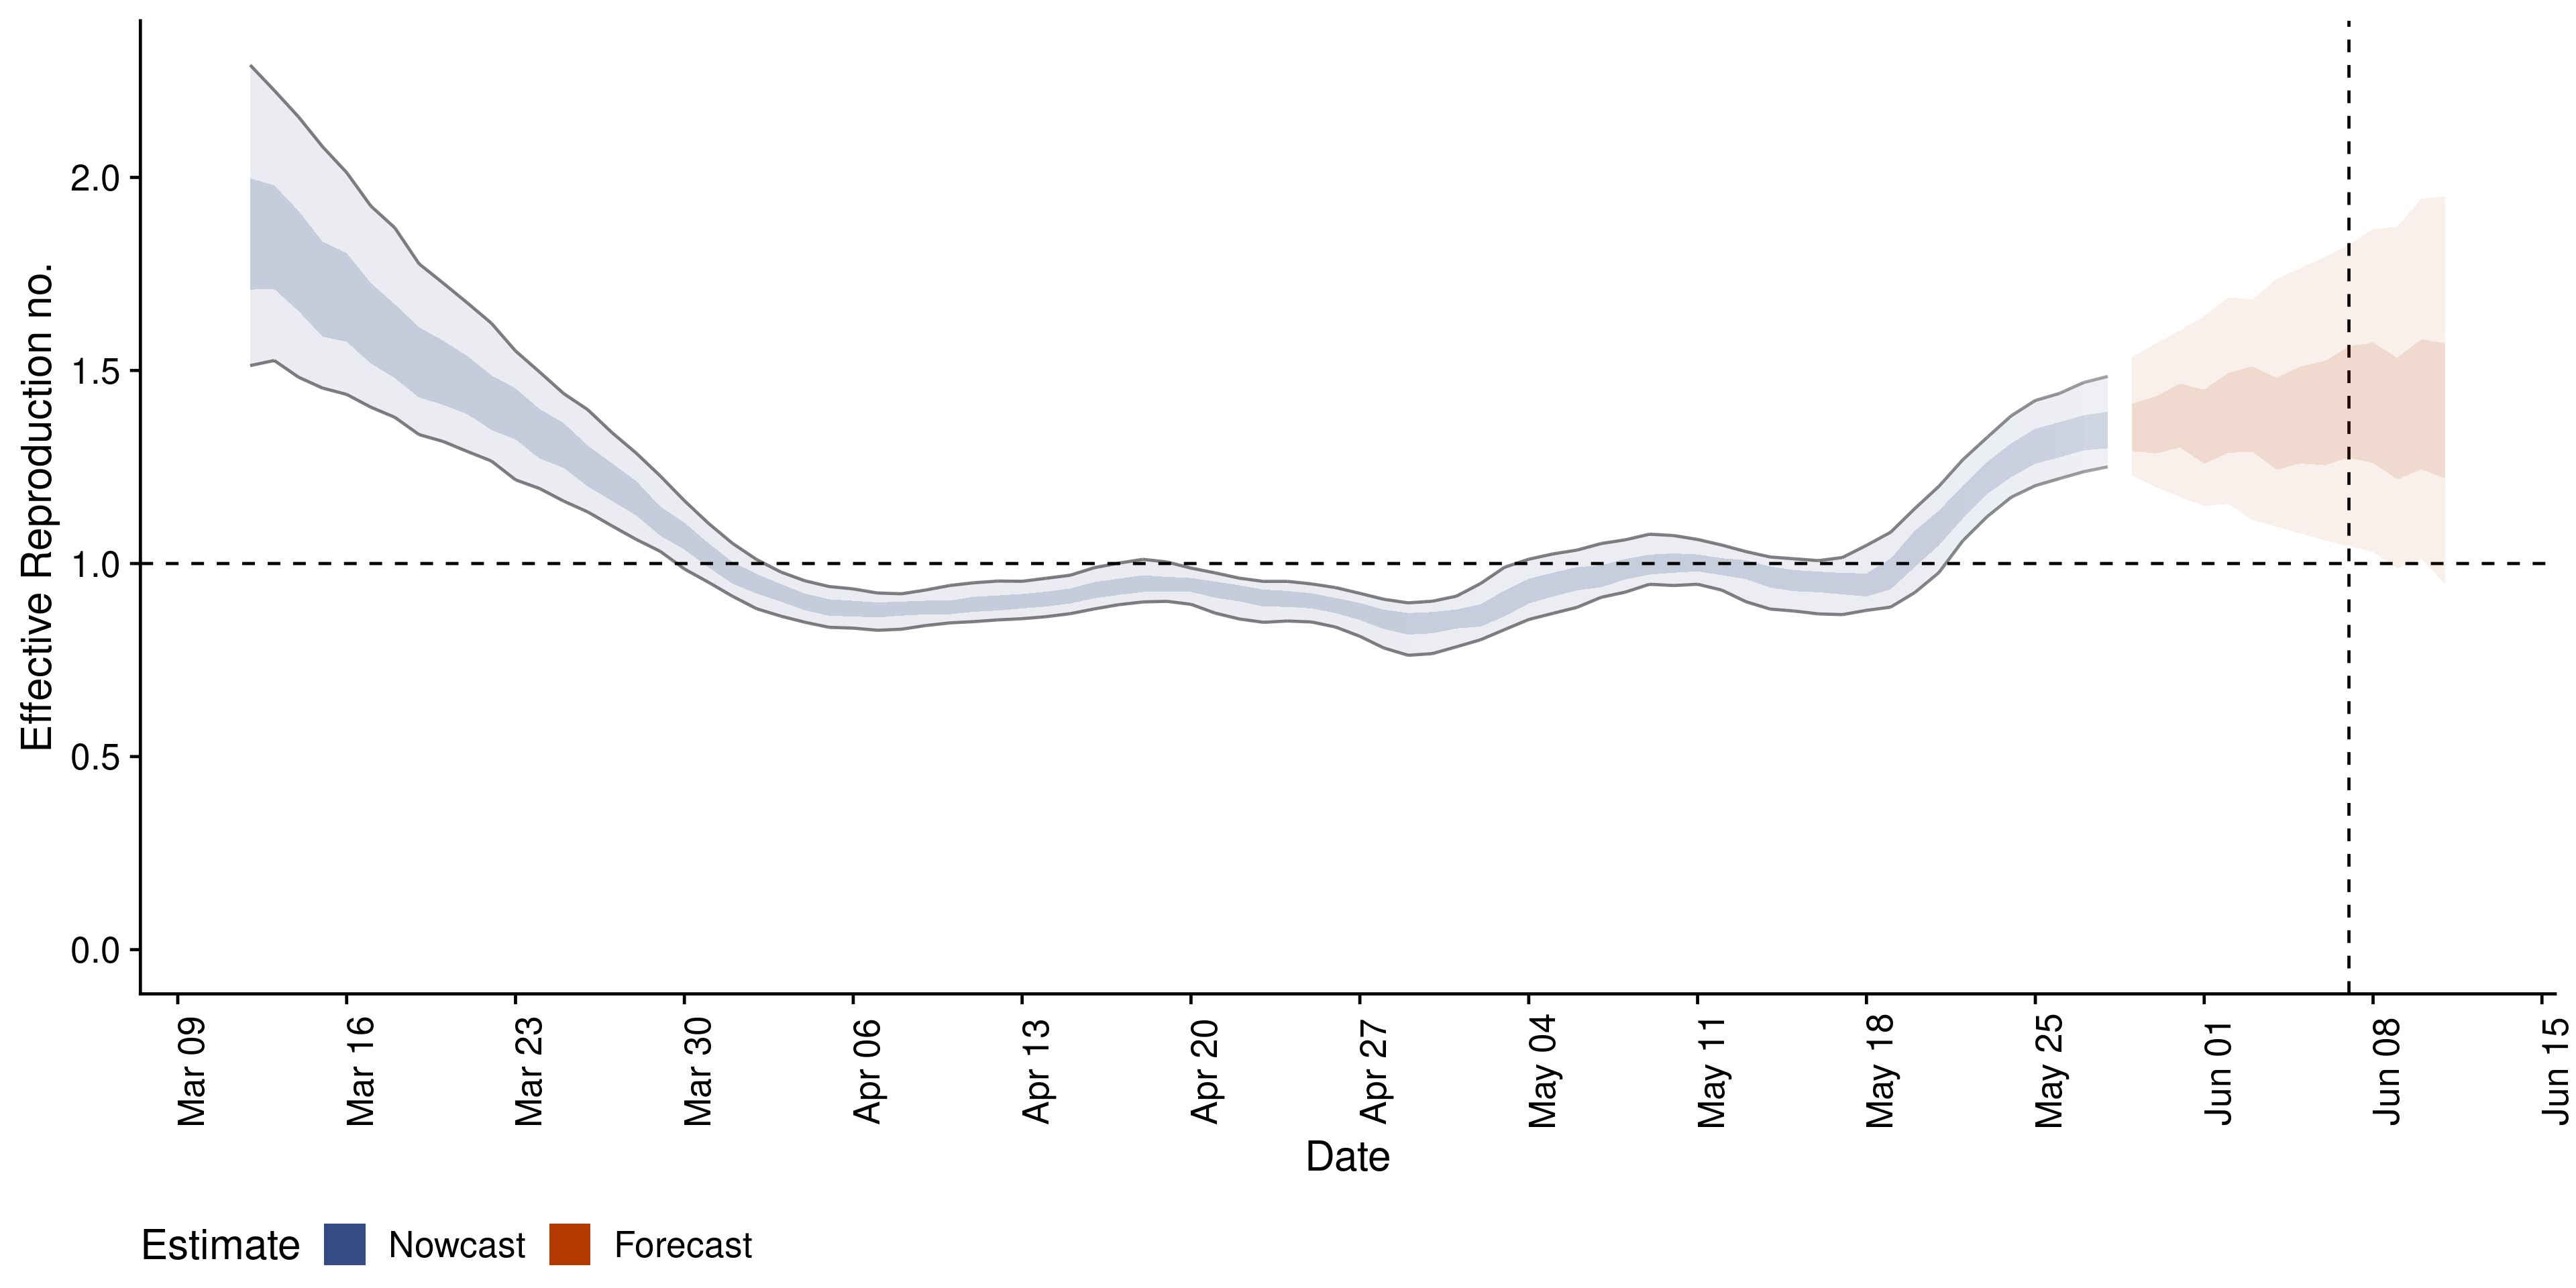 Effective Reproduction no.
2.0
1.5
1.0
0.5
0.0
Mar 09
Mar 16
Mar 23
Mar 30
Apr 06
Apr 13
Apr 20
Apr 27
May 04
May 11
May 18
May 25
Jun 01
Jun 08
Jun 15
Date
Estimate Nowcast Forecast